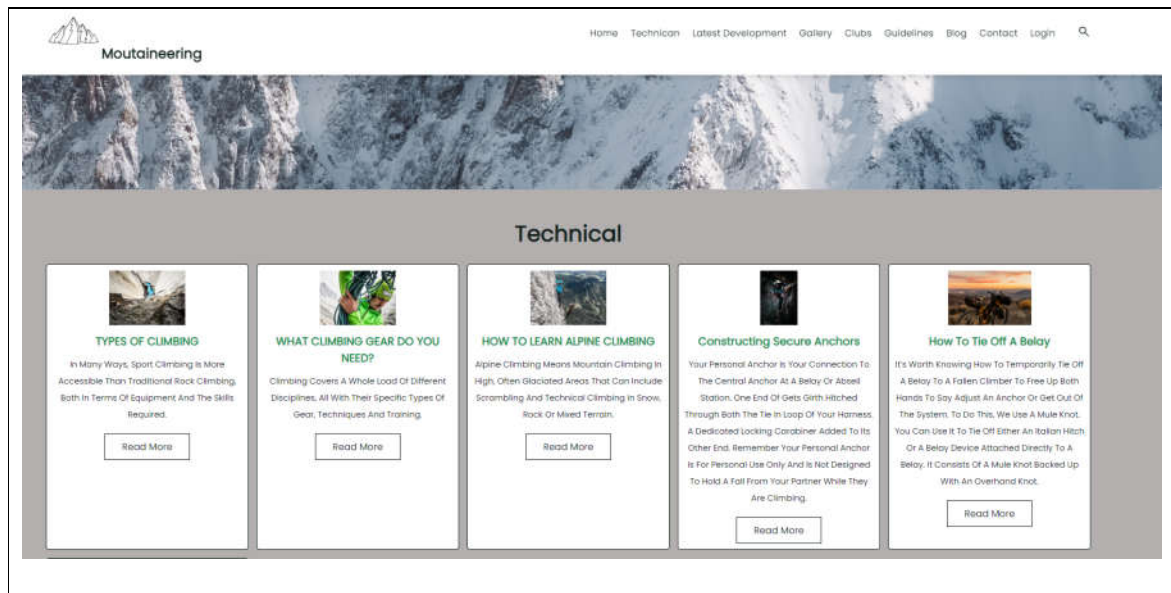 Moutaineering
Home Technican Latest Development Gallery Clubs Guidelines Blog Contact Login
Technical
TYPES OF CLIMBING
In Many Ways, Sport Climbing Is More
Accessible Than Traditional Rock Climbing,
Both In Terms Of Equipment And The Skills
Required.
Read More
WHAT CLIMBING GEAR DO YOU
NEED?
Climbing Covers A Whole Load Of Different
Disciplines, All With Their Specific Types Of
Gear, Techniques And Training.
Read More
HOW TO LEARN ALPINE CLIMBING
Alpine Climbing Means Mountain Climbing In
High, Often Glaciated Areas That Can Include
Scrambling And Technical Climbing In Snow,
Rock Or Mixed Terrain.
Read More
Constructing Secure Anchors
Your Personal Anchor Is Your Connection To
The Central Anchor At A Belay Or Abseil
Station. One End Of Gets Girth Hitched
Through Both The Tie In Loop Of Your Harness.
A Dedicated Locking Carabiner Added To Its
Other End. Remember Your Personal Anchor
Is For Personal Use Only And Is Not Designed
To Hold A Fall From Your Partner While They
Are Climbing.
Read More
How To Tie Off A Belay
It's Worth Knowing How To Temporarily Tie Off
A Belay To A Fallen Climber To Free Up Both
Hands To Say Adjust An Anchor Or Get Out Of
The System. To Do This, We Use A Mule Knot.
You Can Use It To Tie Off Either An Italian Hitch
Or A Belay Device Attached Directly To A
Belay. It Consists Of A Mule Knot Backed Up
With An Overhand Knot.
Read More